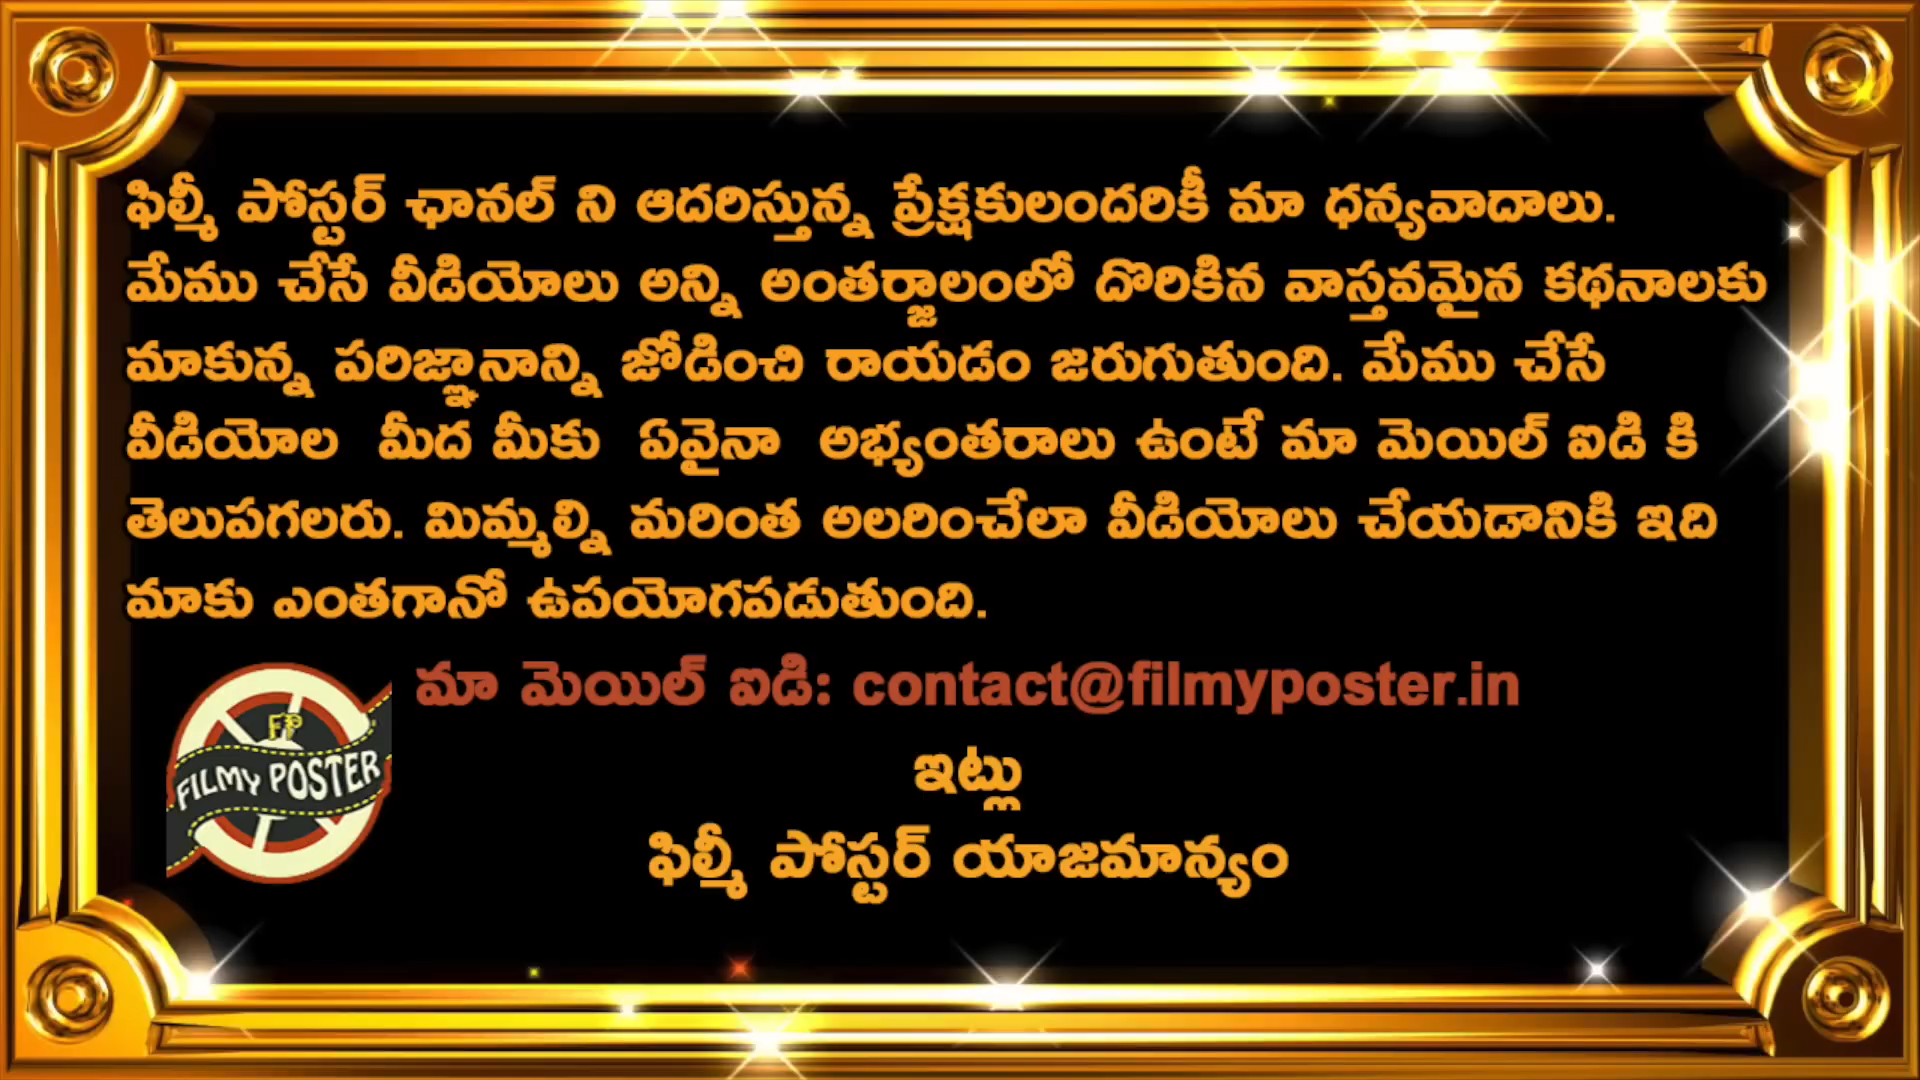 ఫిల్మీ పోస్టర్ ఛానల్ ని ఆదరిస్తున్న ప్రేక్షకులందరికీ మా ధన్యవాదాలు.
మేము చేసే వీడియోలు అన్ని అంతర్జాలంలో దొరికిన వాస్తవమైన కథనాలకు
మాకున్న పరిజ్ఞానాన్ని జోడించి రాయడం జరుగుతుంది. మేము చేసే
వీడియోల మీద మీకు ఏవైనా అభ్యంతరాలు ఉంటే మా మెయిల్ ఐడి కి
తెలుపగలరు. మిమ్మల్ని మరింత అలరించేలా వీడియోలు చేయడానికి ఇది
మాకు ఎంతగానో ఉపయోగపడుతుంది.
మా మెయిల్ ఐడి: contact@filmyposter.in
FP
FILMY POSTER
ఇట్లు
ఫిల్మీ పోస్టర్ యాజమాన్యం